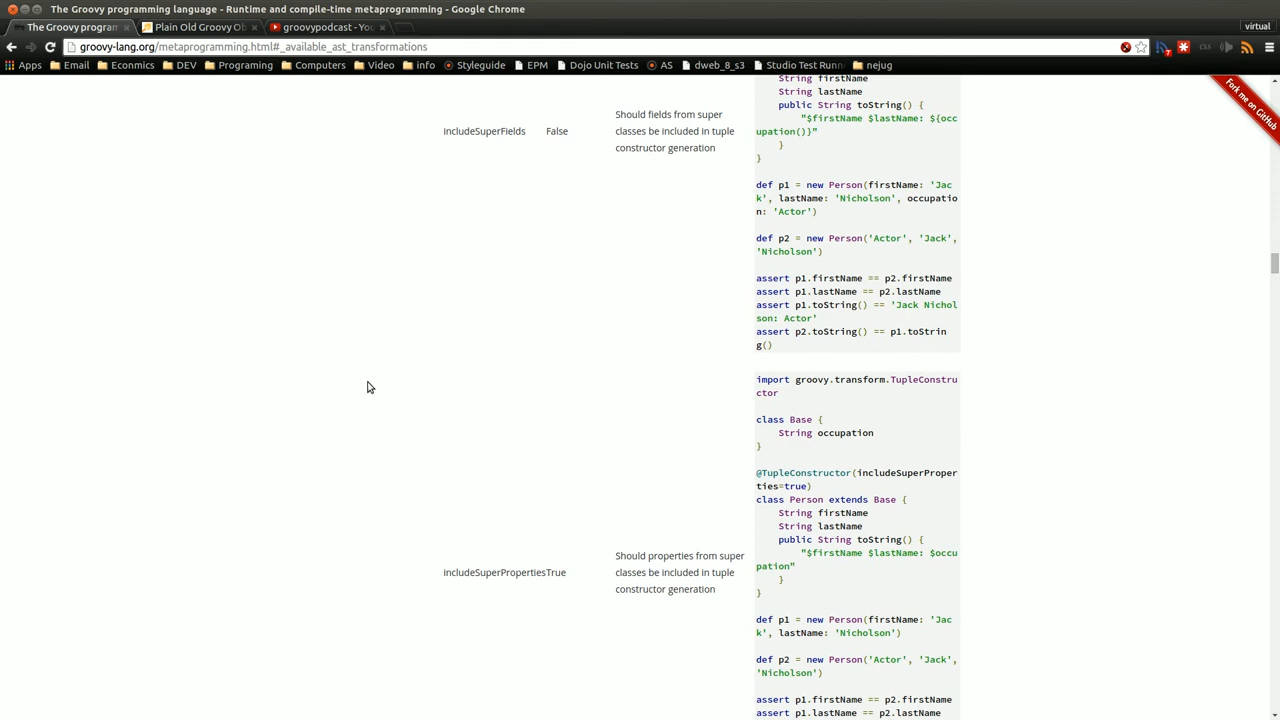 The Groovy programming language - Runtime and compile-time metaprogramming - Google Chrome
The Groovy program
Plain Old Groovy Ob
groovypodcast - You
virtual
groovy-lang.org/metaprogramming.html#_available_ast_transformations
Apps Email Econmics DEV Programing Computers Video info Styleguide EPM Dojo Unit Tests AS dweb_8_s3 Studio Test Runn nejug
Fork me on GitHub
String firstName
String lastName
public String toString() {
"$firstName $lastName: ${occ
upation()}"
}
}
includeSuperFields False
Should fields from super
classes be included in tuple
constructor generation
def p1 = new Person(firstName: 'Jac
k', lastName: 'Nicholson', occupatio
n: 'Actor')
def p2 = new Person('Actor', 'Jack',
'Nicholson')
assert p1.firstName == p2.firstName
assert p1.lastName == p2.lastName
assert p1.toString() == 'Jack Nichol
son: Actor'
assert p2.toString() == p1.toStrin
g()
import groovy.transform.TupleConstru
ctor
class Base {
String occupation
}
@TupleConstructor(includeSuperProper
ties=true)
class Person extends Base {
String firstName
String lastName
public String toString() {
"$firstName $lastName: $occu
pation"
}
}
includeSuperPropertiesTrue
Should properties from super
classes be included in tuple
constructor generation
def p1 = new Person(firstName: 'Jac
k', lastName: 'Nicholson')
def p2 = new Person('Actor', 'Jack',
'Nicholson')
assert p1.firstName == p2.firstName
assert p1.lastName == p2.lastName